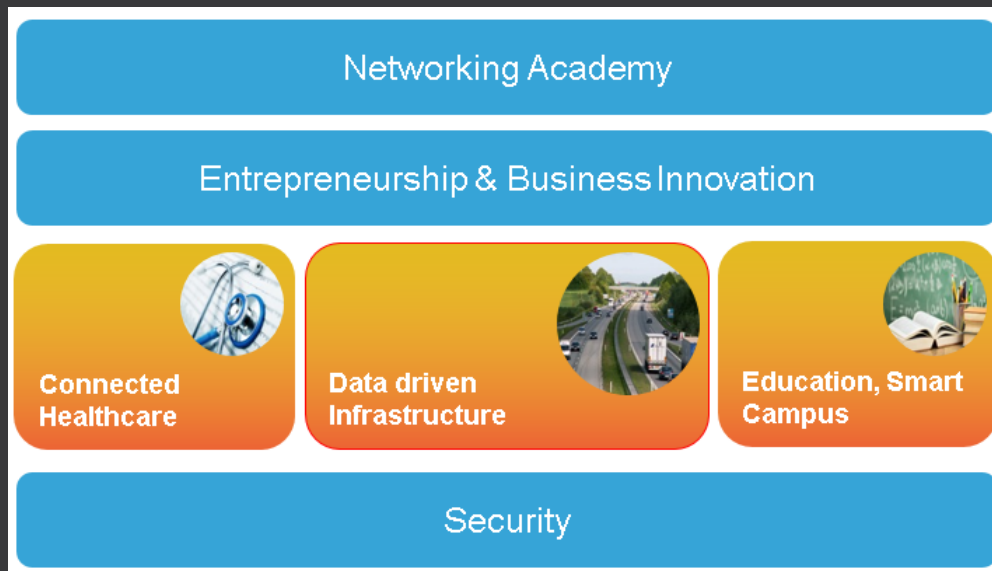 Networking Academy
Entrepreneurship & Business Innovation
Connected
Healthcare
Data driven
Infrastructure
Education, Smart
Campus
Security